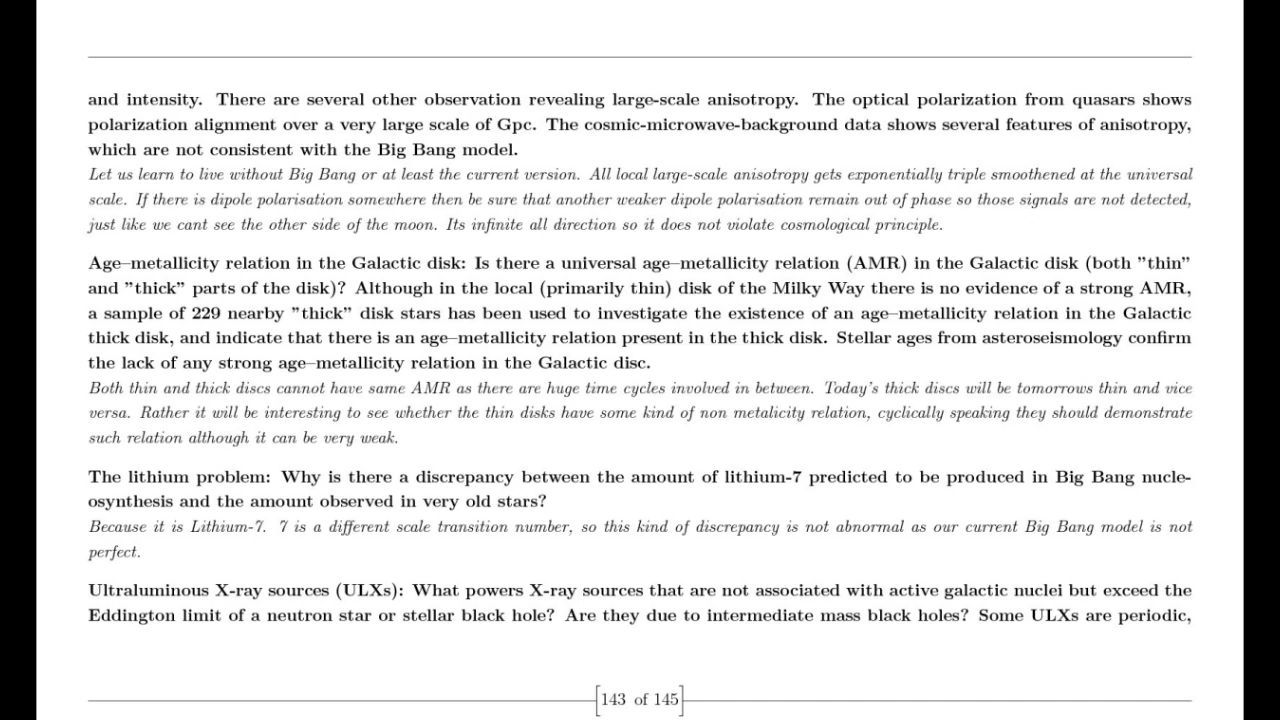 and intensity. There are several other observation revealing large-scale anisotropy. The optical polarization from quasars shows
polarization alignment over a very large scale of Gpc. The cosmic-microwave-background data shows several features of anisotropy,
which are not consistent with the Big Bang model.
Let us learn to live without Big Bang or at least the current version. All local large-scale anisotropy gets exponentially triple smoothened at the universal
scale. If there is dipole polarisation somewhere then be sure that another weaker dipole polarisation remain out of phase so those signals are not detected,
just like we cant see the other side of the moon. Its infinite all direction so it does not violate cosmological principle.
Age–metallicity relation in the Galactic disk: Is there a universal age–metallicity relation (AMR) in the Galactic disk (both ”thin”
and ”thick” parts of the disk)? Although in the local (primarily thin) disk of the Milky Way there is no evidence of a strong AMR,
a sample of 229 nearby ”thick” disk stars has been used to investigate the existence of an age–metallicity relation in the Galactic
thick disk, and indicate that there is an age–metallicity relation present in the thick disk. Stellar ages from asteroseismology confirm
the lack of any strong age–metallicity relation in the Galactic disc.
Both thin and thick discs cannot have same AMR as there are huge time cycles involved in between. Today's thick discs will be tomorrows thin and vice
versa. Rather it will be interesting to see whether the thin disks have some kind of non metalicity relation, cyclically speaking they should demonstrate
such relation although it can be very weak.
The lithium problem: Why is there a discrepancy between the amount of lithium-7 predicted to be produced in Big Bang nucle-
osynthesis and the amount observed in very old stars?
Because it is Lithium-7. 7 is a different scale transition number, so this kind of discrepancy is not abnormal as our current Big Bang model is not
perfect.
Ultraluminous X-ray sources (ULXs): What powers X-ray sources that are not associated with active galactic nuclei but exceed the
Eddington limit of a neutron star or stellar black hole? Are they due to intermediate mass black holes? Some ULXs are periodic,
[143 of 145]